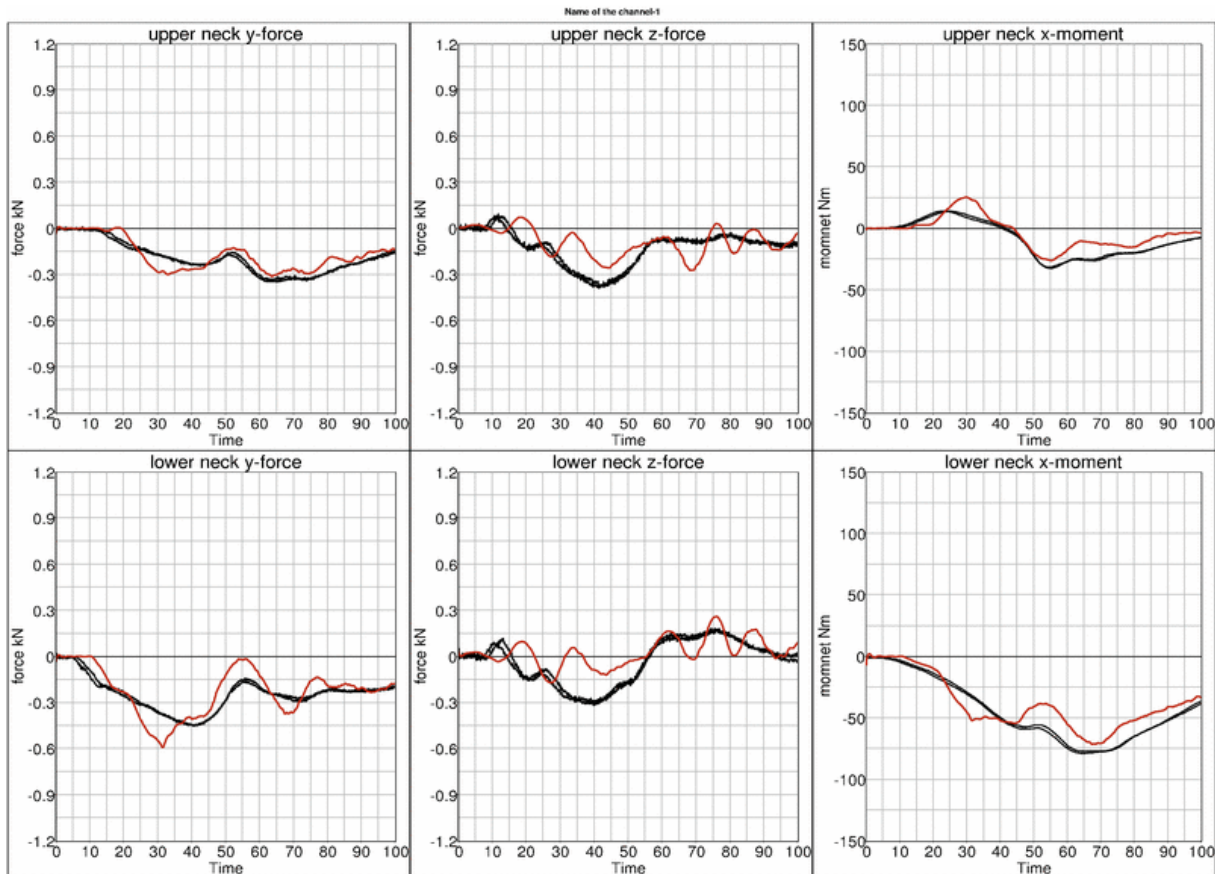 Name of the channel-1
upper neck y-force
1.2
0.9
0.6
0.3
0
-0.3
-0.6
-0.9
-1.2
force kN
0 10 20 30 40 50 60 70 80 90 100
Time
upper neck z-force
1.2
0.9
0.6
0.3
0
-0.3
-0.6
-0.9
-1.2
force kN
0 10 20 30 40 50 60 70 80 90 100
Time
upper neck x-moment
150
100
50
0
-50
-100
-150
momnet Nm
0 10 20 30 40 50 60 70 80 90 100
Time
lower neck y-force
1.2
0.9
0.6
0.3
0
-0.3
-0.6
-0.9
-1.2
force kN
0 10 20 30 40 50 60 70 80 90 100
Time
lower neck z-force
1.2
0.9
0.6
0.3
0
-0.3
-0.6
-0.9
-1.2
force kN
0 10 20 30 40 50 60 70 80 90 100
Time
lower neck x-moment
150
100
50
0
-50
-100
-150
momnet Nm
0 10 20 30 40 50 60 70 80 90 100
Time